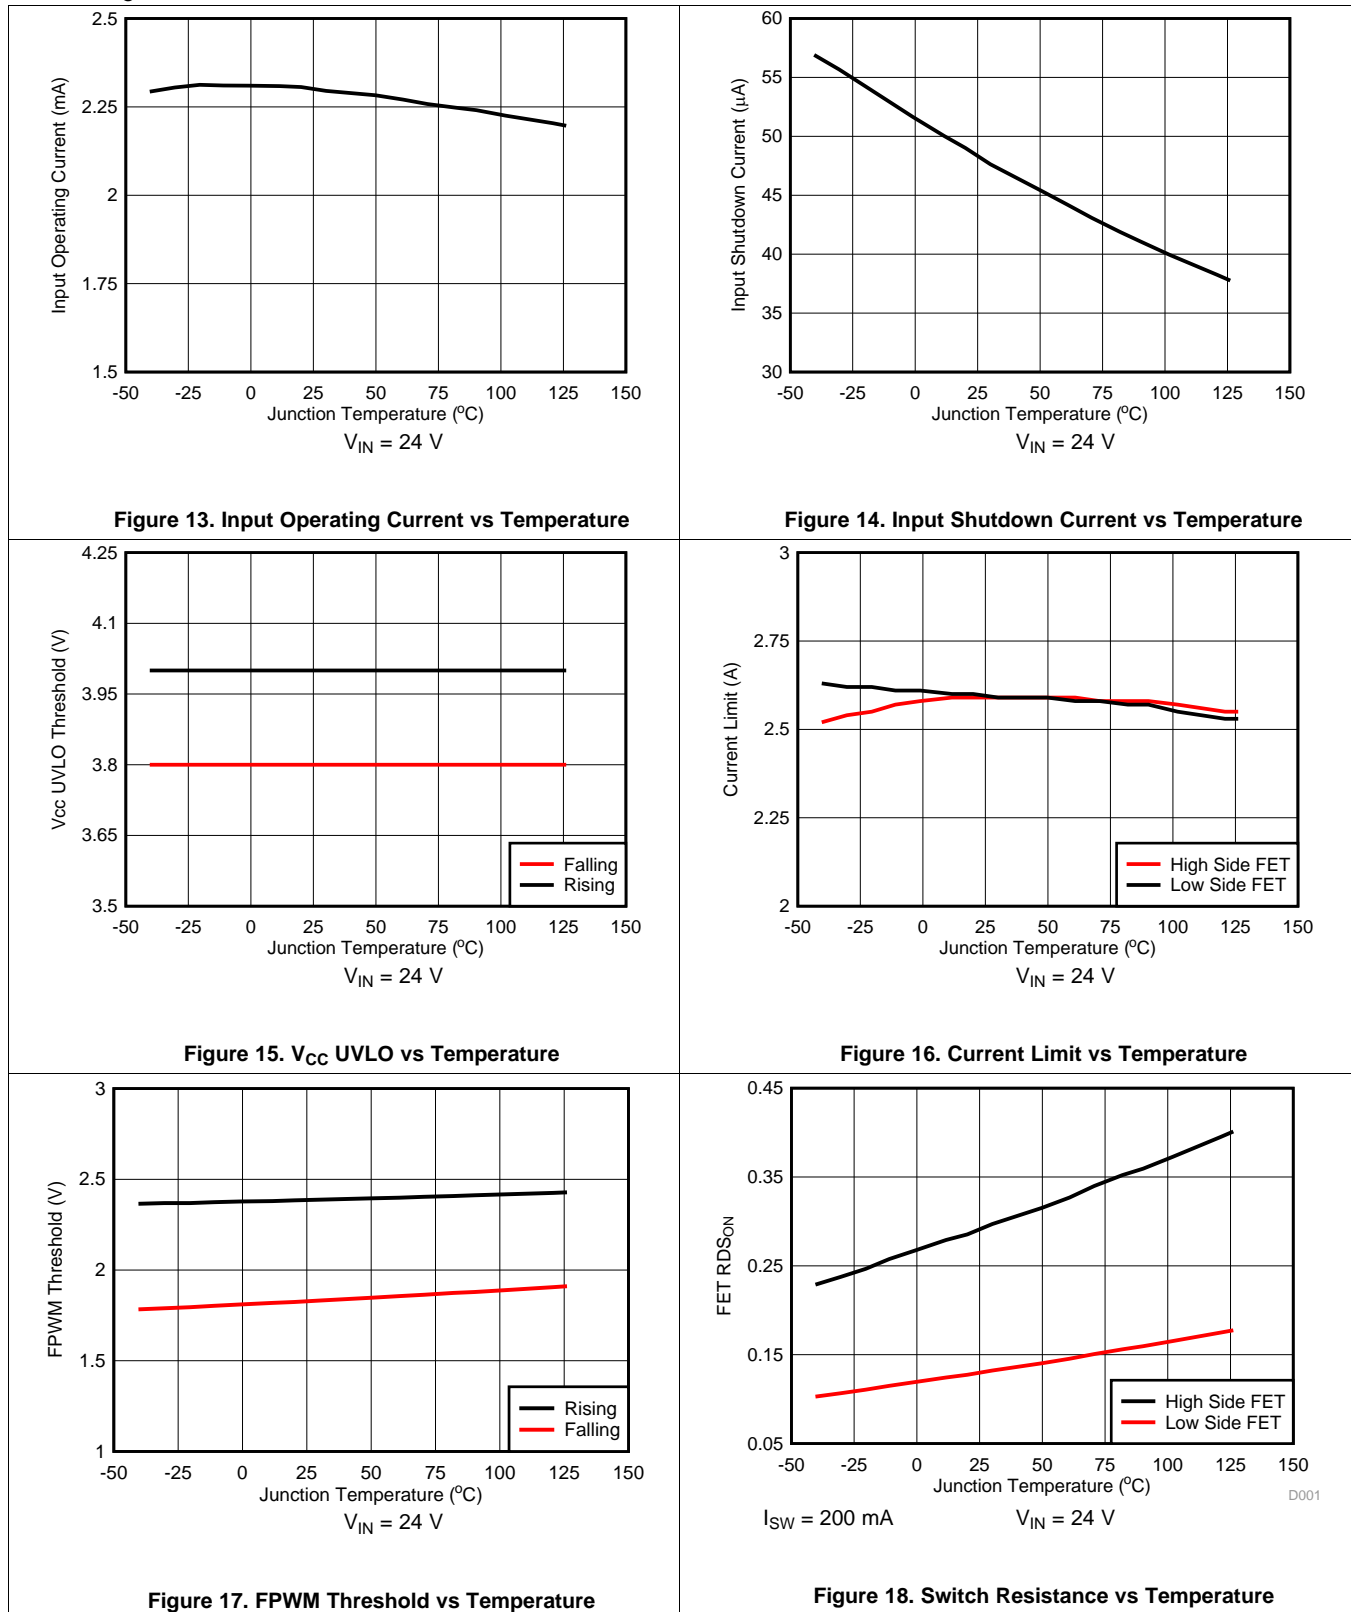 2.5
2.25
2
1.75
1.5
Input Operating Current (mA)
-50 -25 0 25 50 75 100 125 150
Junction Temperature (°C)
VIN = 24 V
Figure 13. Input Operating Current vs Temperature
60
55
50
45
40
35
30
Input Shutdown Current (μA)
-50 -25 0 25 50 75 100 125 150
Junction Temperature (°C)
VIN = 24 V
Figure 14. Input Shutdown Current vs Temperature
4.25
4.1
3.95
3.8
3.65
3.5
Vcc UVLO Threshold (V)
Falling
Rising
-50 -25 0 25 50 75 100 125 150
Junction Temperature (°C)
VIN = 24 V
Figure 15. VCC UVLO vs Temperature
3
2.75
2.5
2.25
2
Current Limit (A)
High Side FET
Low Side FET
-50 -25 0 25 50 75 100 125 150
Junction Temperature (°C)
VIN = 24 V
Figure 16. Current Limit vs Temperature
3
2.5
2
1.5
1
FPWM Threshold (V)
Rising
Falling
-50 -25 0 25 50 75 100 125 150
Junction Temperature (°C)
VIN = 24 V
Figure 17. FPWM Threshold vs Temperature
0.45
0.35
0.25
0.15
0.05
FET RDSON
High Side FET
Low Side FET
-50 -25 0 25 50 75 100 125 150
Junction Temperature (°C)
D001
ISW = 200 mA VIN = 24 V
Figure 18. Switch Resistance vs Temperature